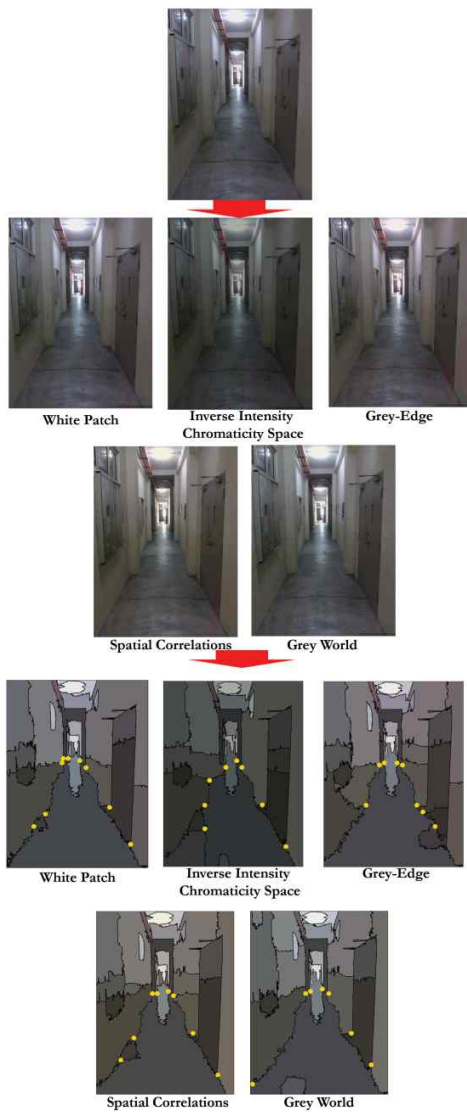 White Patch
Inverse Intensity
Chromaticity Space
Grey-Edge
Spatial Correlations
Grey World
White Patch
Inverse Intensity
Chromaticity Space
Grey-Edge
Spatial Correlations
Grey World